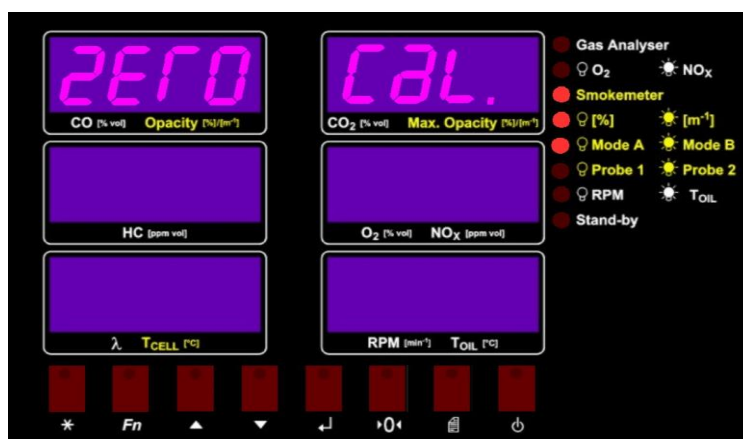 ZEro
CAL.
CO [% vol] Opacity [%]/[m⁻¹]
CO₂ [% vol] Max. Opacity [%]/[m⁻¹]
HC [ppm vol]
O₂ [% vol] NOX [ppm vol]
λ TCELL [°C]
RPM [min⁻¹] TOIL [°C]
Gas Analyser
O₂ NOX
Smokemeter
[%] [m⁻¹]
Mode A Mode B
Probe 1 Probe 2
RPM TOIL
Stand-by
Fn
0